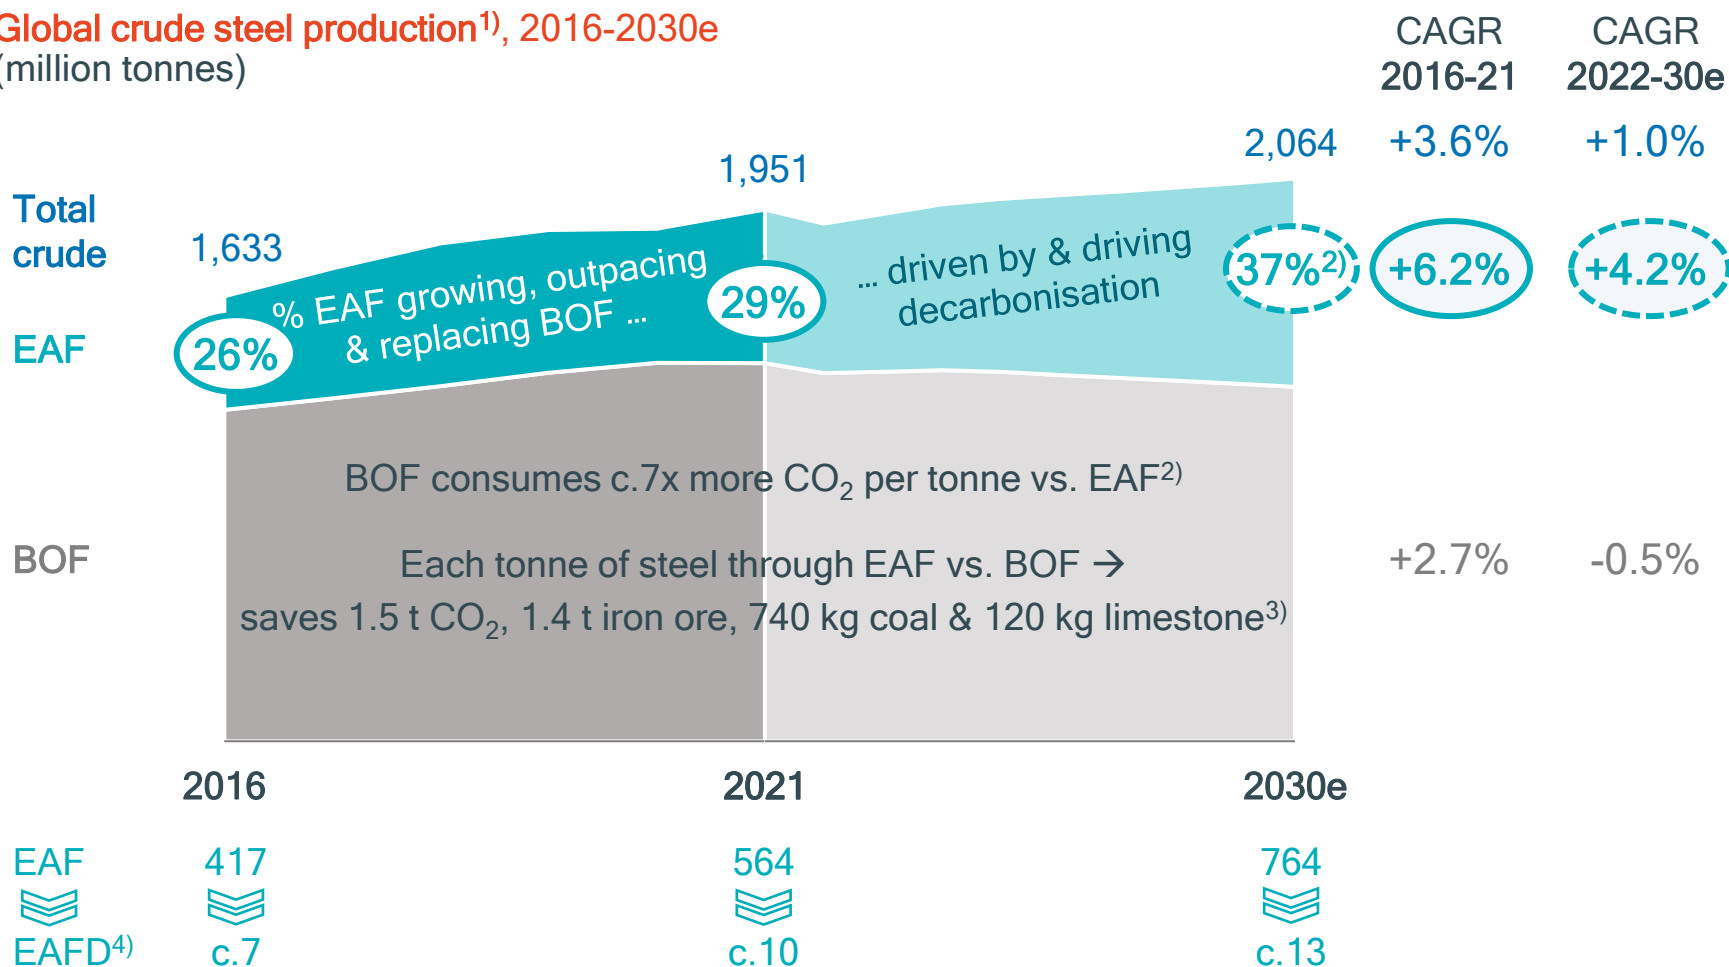 Global crude steel production1), 2016-2030e
(million tonnes)
CAGR
2016-21
CAGR
2022-30e
1,633
1,951
2,064
+3.6%
+1.0%
Total
crude
EAF
26%
% EAF growing, outpacing
& replacing BOF ...
29%
... driven by & driving
decarbonisation
37%2)
+6.2%
+4.2%
BOF consumes c.7x more CO2 per tonne vs. EAF2)
BOF
Each tonne of steel through EAF vs. BOF →
saves 1.5 t CO2, 1.4 t iron ore, 740 kg coal & 120 kg limestone3)
+2.7%
-0.5%
2016
2021
2030e
EAF
417
564
764
EAFD4)
c.7
c.10
c.13